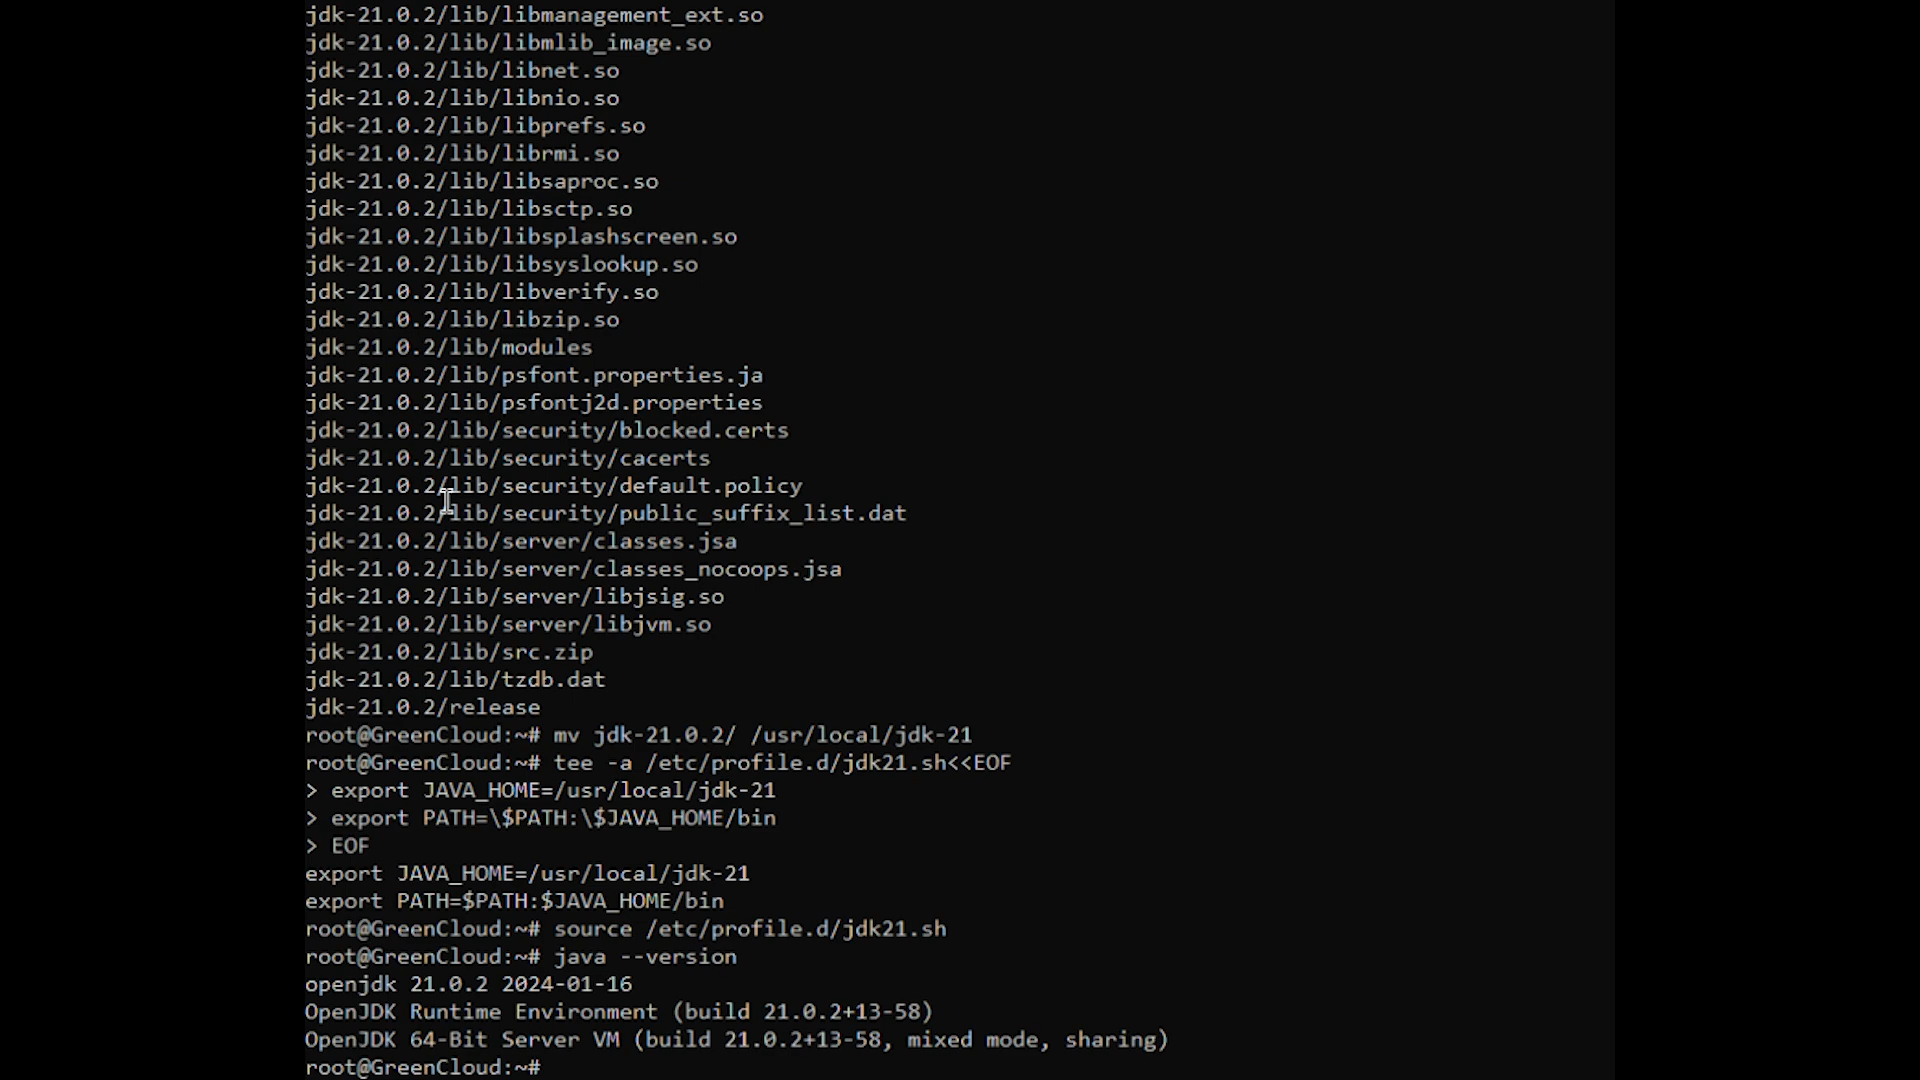 jdk-21.0.2/lib/libmanagement_ext.so
jdk-21.0.2/lib/libmlib_image.so
jdk-21.0.2/lib/libnet.so
jdk-21.0.2/lib/libnio.so
jdk-21.0.2/lib/libprefs.so
jdk-21.0.2/lib/librmi.so
jdk-21.0.2/lib/libsaproc.so
jdk-21.0.2/lib/libsctp.so
jdk-21.0.2/lib/libsplashscreen.so
jdk-21.0.2/lib/libsyslookup.so
jdk-21.0.2/lib/libverify.so
jdk-21.0.2/lib/libzip.so
jdk-21.0.2/lib/modules
jdk-21.0.2/lib/psfont.properties.ja
jdk-21.0.2/lib/psfontj2d.properties
jdk-21.0.2/lib/security/blocked.certs
jdk-21.0.2/lib/security/cacerts
jdk-21.0.2/lib/security/default.policy
jdk-21.0.2/lib/security/public_suffix_list.dat
jdk-21.0.2/lib/server/classes.jsa
jdk-21.0.2/lib/server/classes_nocoops.jsa
jdk-21.0.2/lib/server/libjsig.so
jdk-21.0.2/lib/server/libjvm.so
jdk-21.0.2/lib/src.zip
jdk-21.0.2/lib/tzdb.dat
jdk-21.0.2/release
root@GreenCloud:~# mv jdk-21.0.2/ /usr/local/jdk-21
root@GreenCloud:~# tee -a /etc/profile.d/jdk21.sh<<EOF
> export JAVA_HOME=/usr/local/jdk-21
> export PATH=\$PATH:\$JAVA_HOME/bin
> EOF
export JAVA_HOME=/usr/local/jdk-21
export PATH=$PATH:$JAVA_HOME/bin
root@GreenCloud:~# source /etc/profile.d/jdk21.sh
root@GreenCloud:~# java --version
openjdk 21.0.2 2024-01-16
OpenJDK Runtime Environment (build 21.0.2+13-58)
OpenJDK 64-Bit Server VM (build 21.0.2+13-58, mixed mode, sharing)
root@GreenCloud:~#